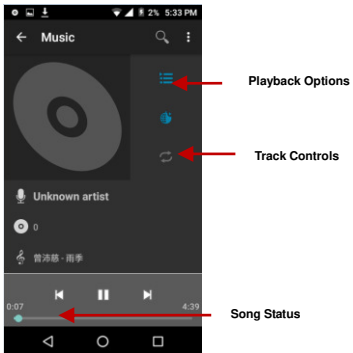 2% 5:33 PM
Music
Playback Options
Track Controls
Unknown artist
0
曾沛慈 - 雨季
0:07
4:39
Song Status